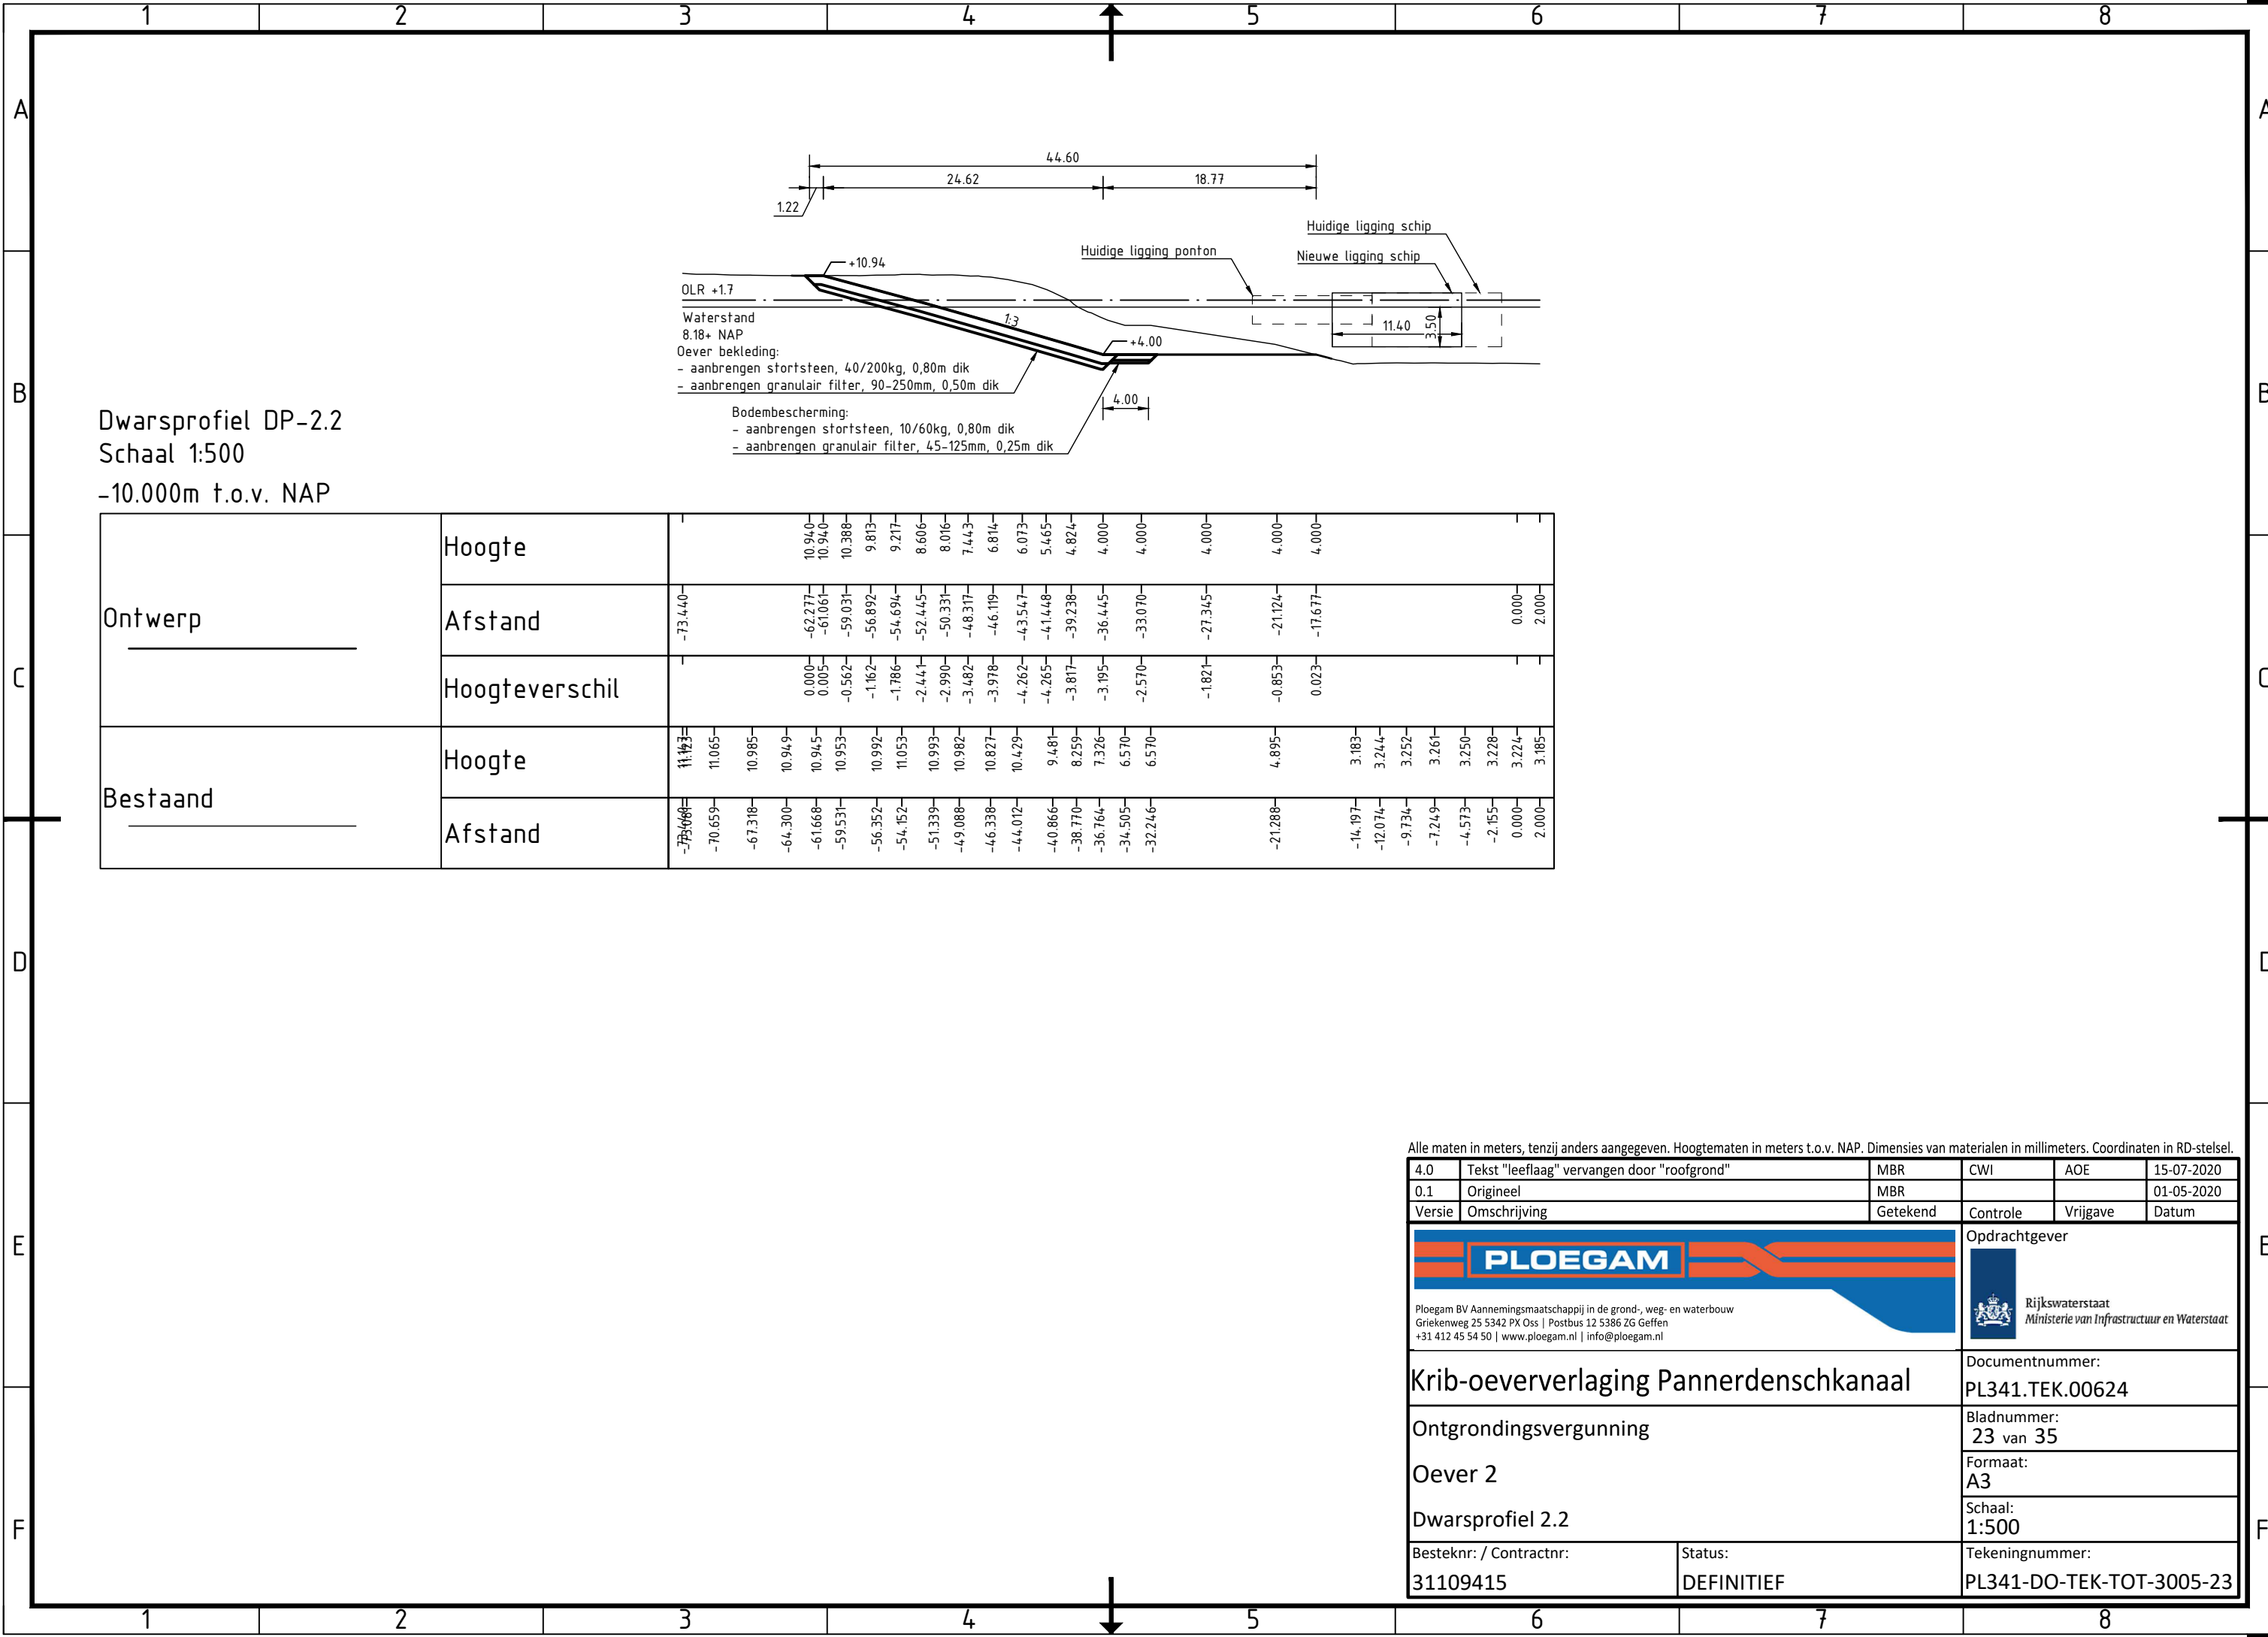 1 2 3 4 5 6 7 8
A A
B B
C C
D D
E E
F F
44.60
24.62 18.77
1.22
Huidige ligging schip
Huidige ligging ponton
Nieuwe ligging schip
+10.94
OLR +1.7
Waterstand
8.18+ NAP
1:3
11.40
3.50
+4.00
Oever bekleding:
- aanbrengen stortsteen, 40/200kg, 0,80m dik
- aanbrengen granulair filter, 90-250mm, 0,50m dik
4.00
Bodembescherming:
- aanbrengen stortsteen, 10/60kg, 0,80m dik
- aanbrengen granulair filter, 45-125mm, 0,25m dik
Dwarsprofiel DP-2.2
Schaal 1:500
-10.000m t.o.v. NAP
Ontwerp
Hoogte 10.940 10.940 10.388 9.813 9.217 8.606 8.016 7.443 6.814 6.073 5.465 4.824 4.000 4.000 4.000 4.000 4.000
Afstand -73.440 -62.277 -61.061 -59.031 -56.892 -54.694 -52.445 -50.331 -48.317 -46.119 -43.547 -41.448 -39.238 -36.445 -33.070 -27.345 -21.124 -17.677 0.000 2.000
Hoogteverschil 0.000 0.005 -0.562 -1.162 -1.786 -2.441 -2.990 -3.482 -3.978 -4.262 -4.265 -3.817 -3.195 -2.570 -1.821 -0.853 0.023
Bestaand
Hoogte 11.123 11.065 10.985 10.949 10.945 10.953 10.992 11.053 10.993 10.982 10.827 10.429 9.481 8.259 7.326 6.570 6.570 4.895 3.183 3.244 3.252 3.261 3.250 3.228 3.224 3.185
Afstand -70.659 -67.318 -64.300 -61.668 -59.531 -56.352 -54.152 -51.339 -49.088 -46.338 -44.012 -40.866 -38.770 -36.764 -34.505 -32.246 -21.288 -14.197 -12.074 -9.734 -7.249 -4.573 -2.155 0.000 2.000
Alle maten in meters, tenzij anders aangegeven. Hoogtematen in meters t.o.v. NAP. Dimensies van materialen in millimeters. Coordinaten in RD-stelsel.
4.0 Tekst "leeflaag" vervangen door "roofgrond" MBR CWI AOE 15-07-2020
0.1 Origineel MBR 01-05-2020
Versie Omschrijving Getekend Controle Vrijgave Datum
PLOEGAM
Ploegam BV Aannemingsmaatschappij in de grond-, weg- en waterbouw
Griekenweg 25 5342 PX Oss | Postbus 12 5386 ZG Geffen
+31 412 45 54 50 | www.ploegam.nl | info@ploegam.nl
Opdrachtgever
Rijkswaterstaat
Ministerie van Infrastructuur en Waterstaat
Krib-oeververlaging Pannerdenschkanaal
Documentnummer:
PL341.TEK.00624
Ontgrondingsvergunning
Bladnummer:
23 van 35
Oever 2
Formaat:
A3
Dwarsprofiel 2.2
Schaal:
1:500
Besteknr: / Contractnr:
31109415
Status:
DEFINITIEF
Tekeningnummer:
PL341-DO-TEK-TOT-3005-23
1 2 3 4 5 6 7 8